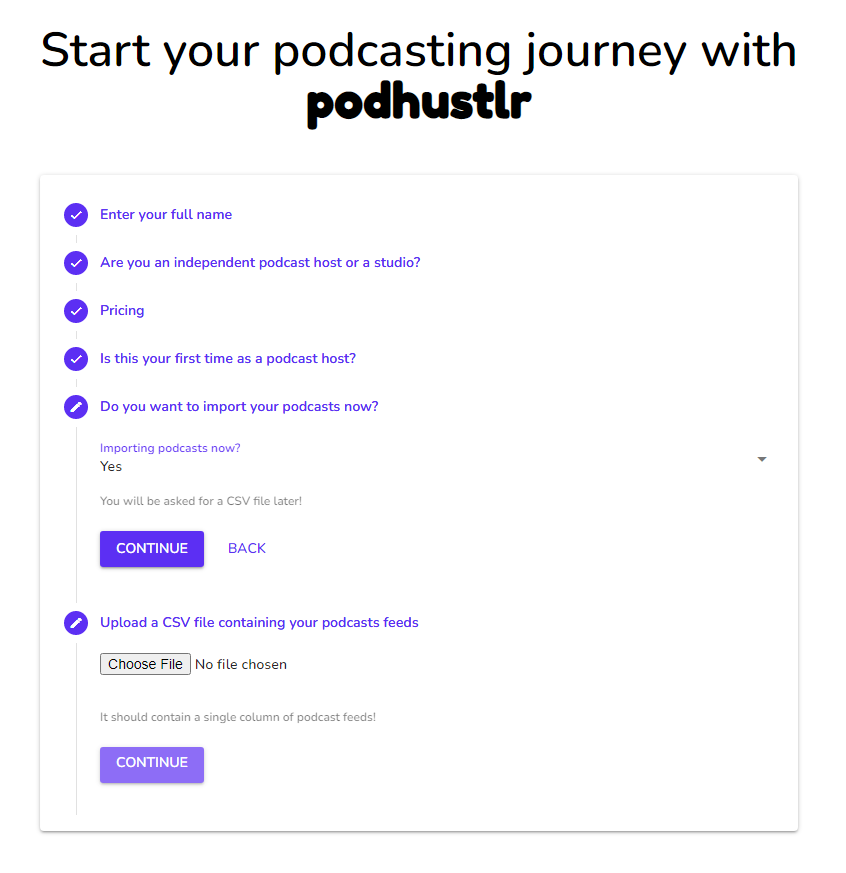 Start your podcasting journey with
podhustlr
Enter your full name
Are you an independent podcast host or a studio?
Pricing
Is this your first time as a podcast host?
Do you want to import your podcasts now?
Importing podcasts now?
Yes
You will be asked for a CSV file later!
CONTINUE BACK
Upload a CSV file containing your podcasts feeds
Choose File No file chosen
It should contain a single column of podcast feeds!
CONTINUE